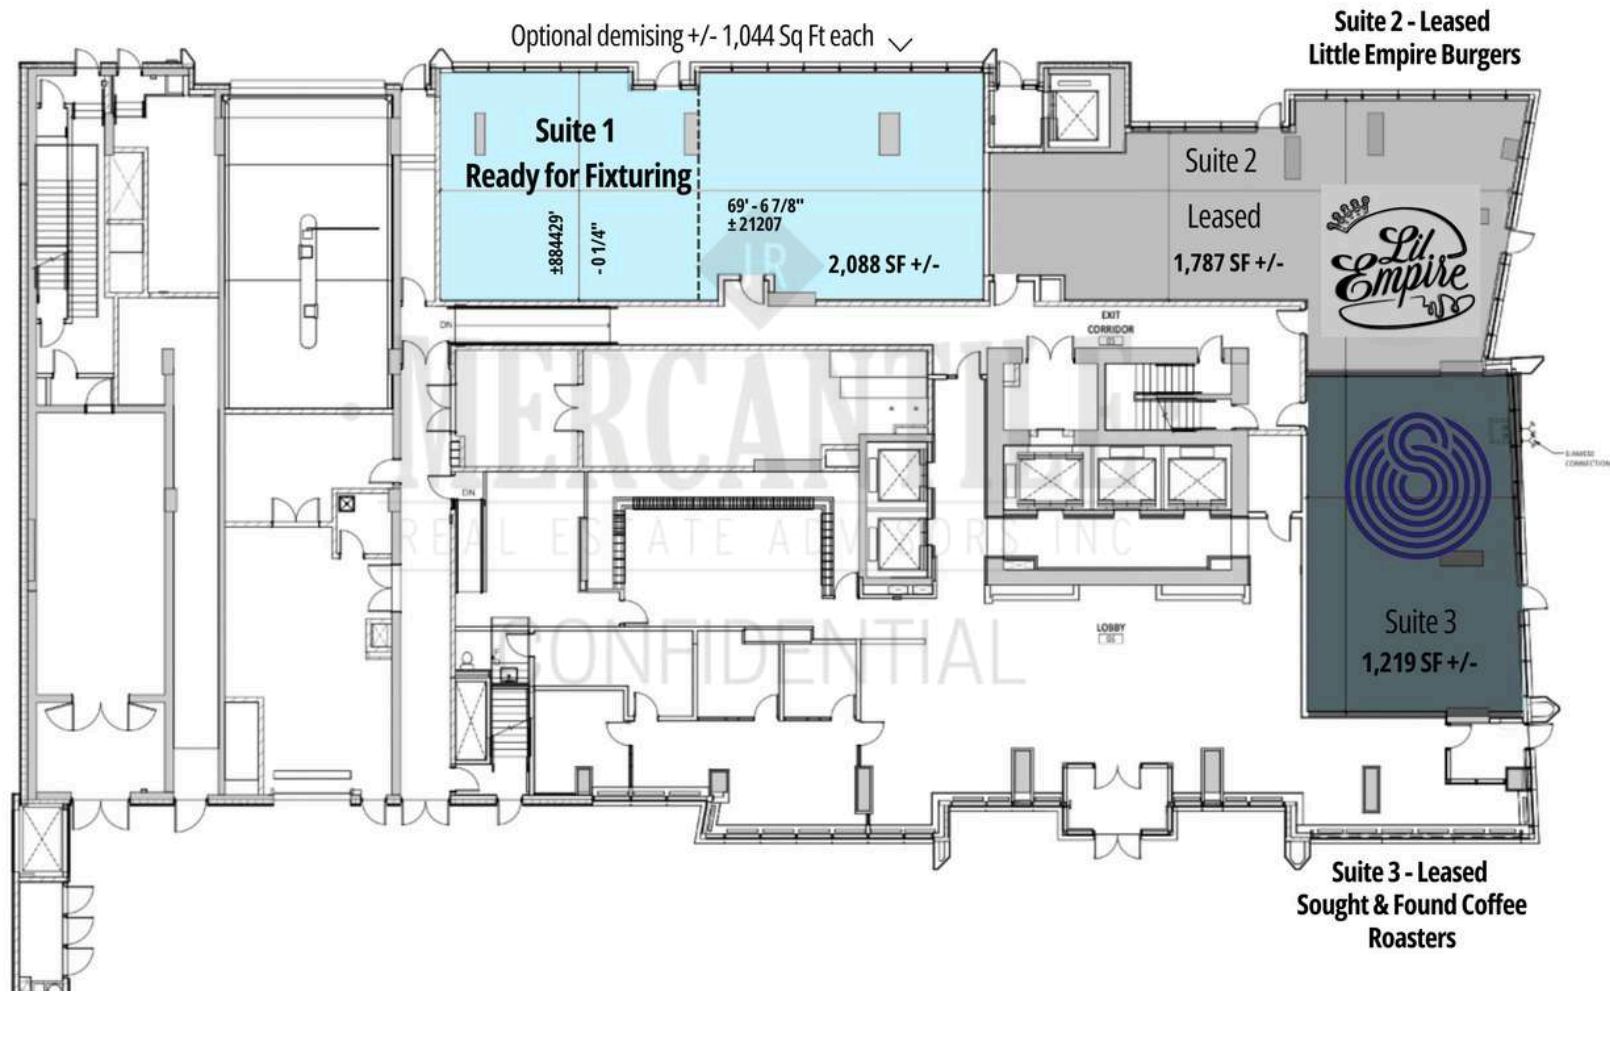 Optional demising +/- 1,044 Sq Ft each
Suite 2 - Leased
Little Empire Burgers
Suite 1
Ready for Fixturing
±884429'
- 0 1/4"
69' - 6 7/8"
± 21207
2,088 SF +/-
Suite 2
Leased
1,787 SF +/-
Lil
Empire
DN
EXIT
CORRIDOR
MERCANTILE
REAL ESTATE ADVISORS INC
CONFIDENTIAL
DN
LOBBY
CONNECTION
Suite 3
1,219 SF +/-
Suite 3 - Leased
Sought & Found Coffee
Roasters